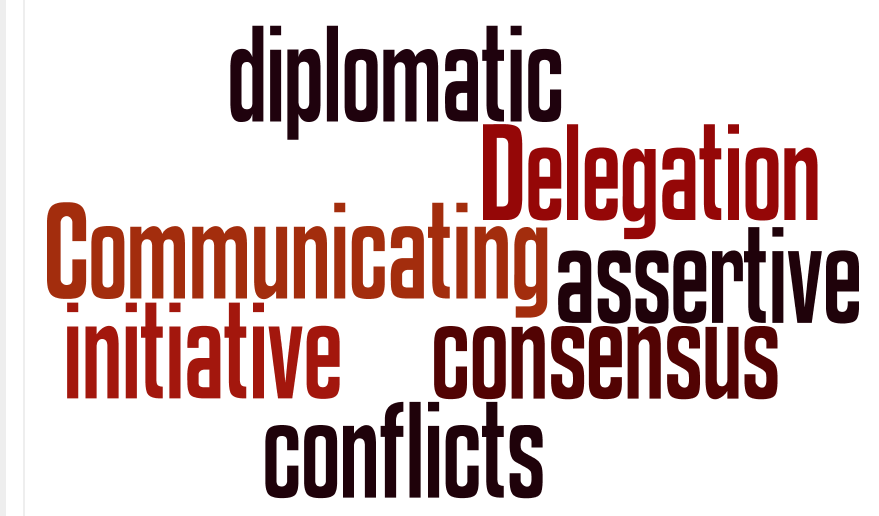 diplomatic
Delegation
Communicating
assertive
initiative
consensus
conflicts